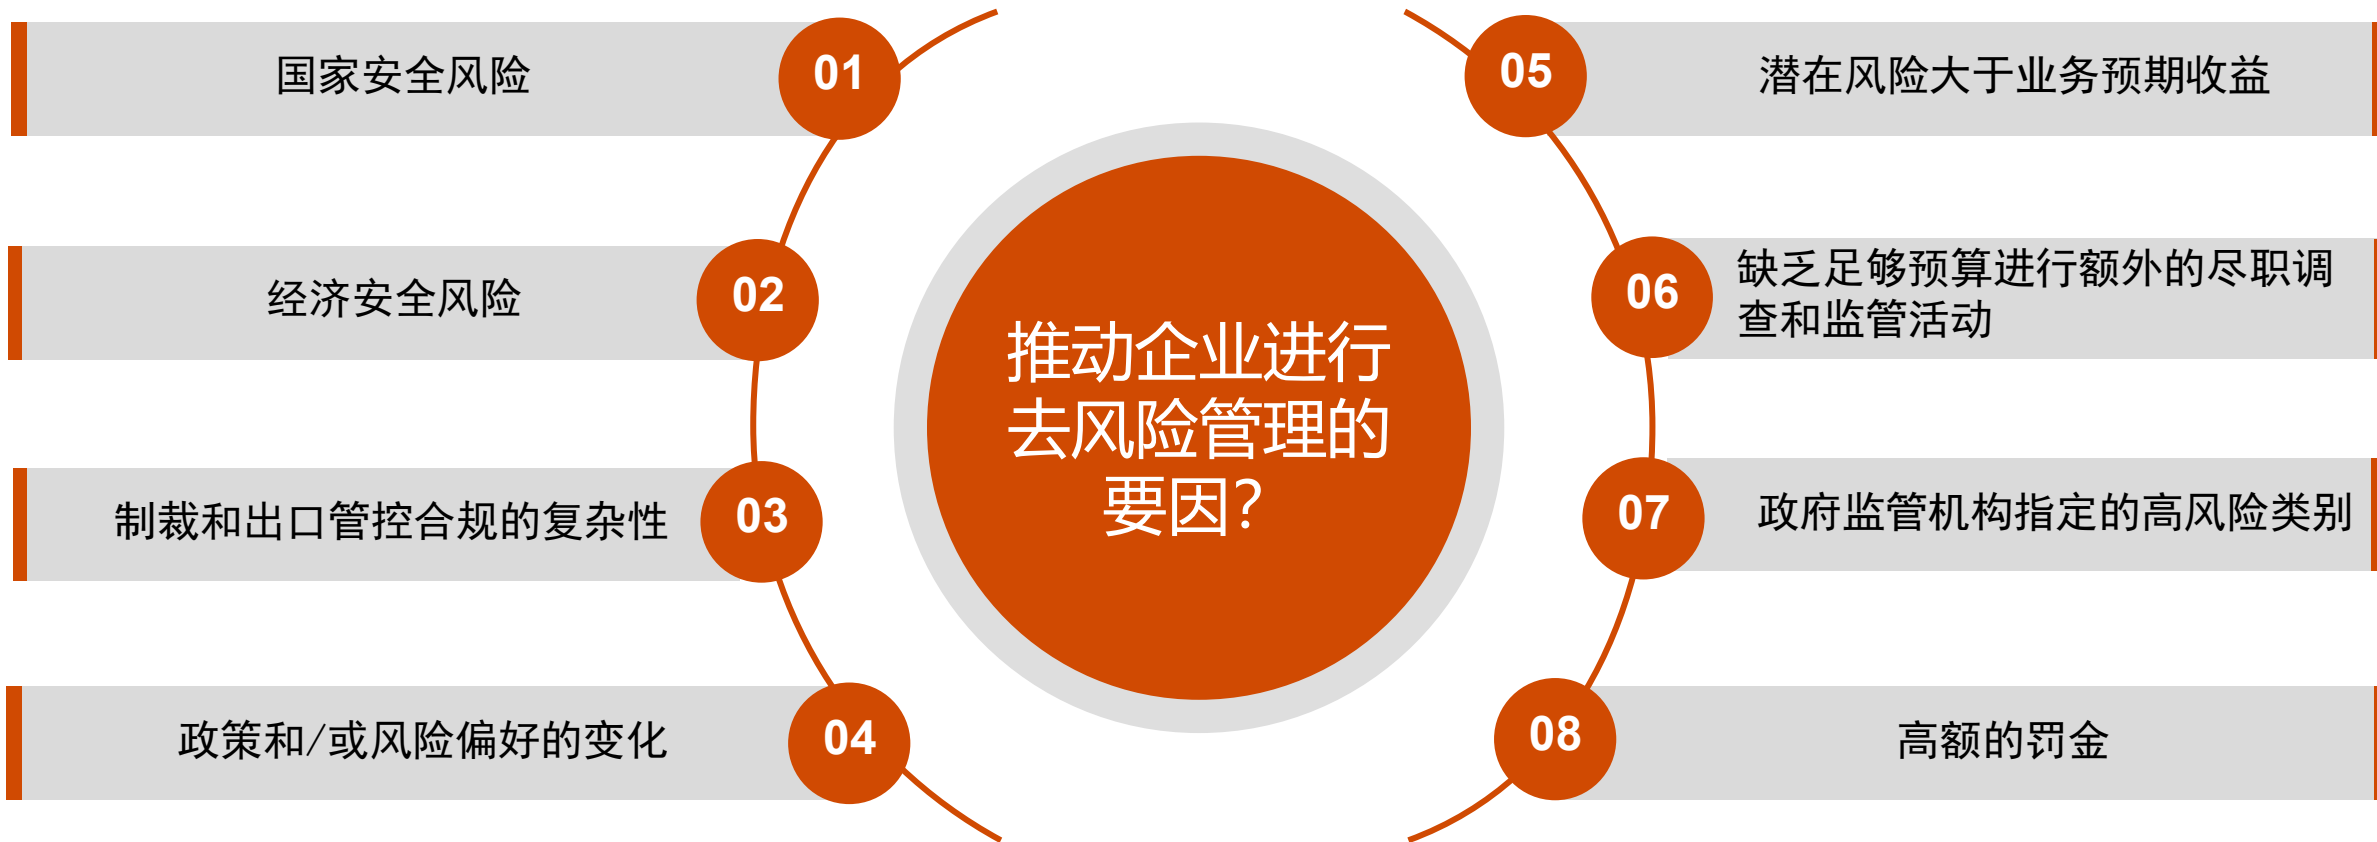 国家安全风险
01
经济安全风险
02
制裁和出口管控合规的复杂性
03
政策和/或风险偏好的变化
04
推动企业进行
去风险管理的
要因?
05
潜在风险大于业务预期收益
06
缺乏足够预算进行额外的尽职调
查和监管活动
07
政府监管机构指定的高风险类别
08
高额的罚金